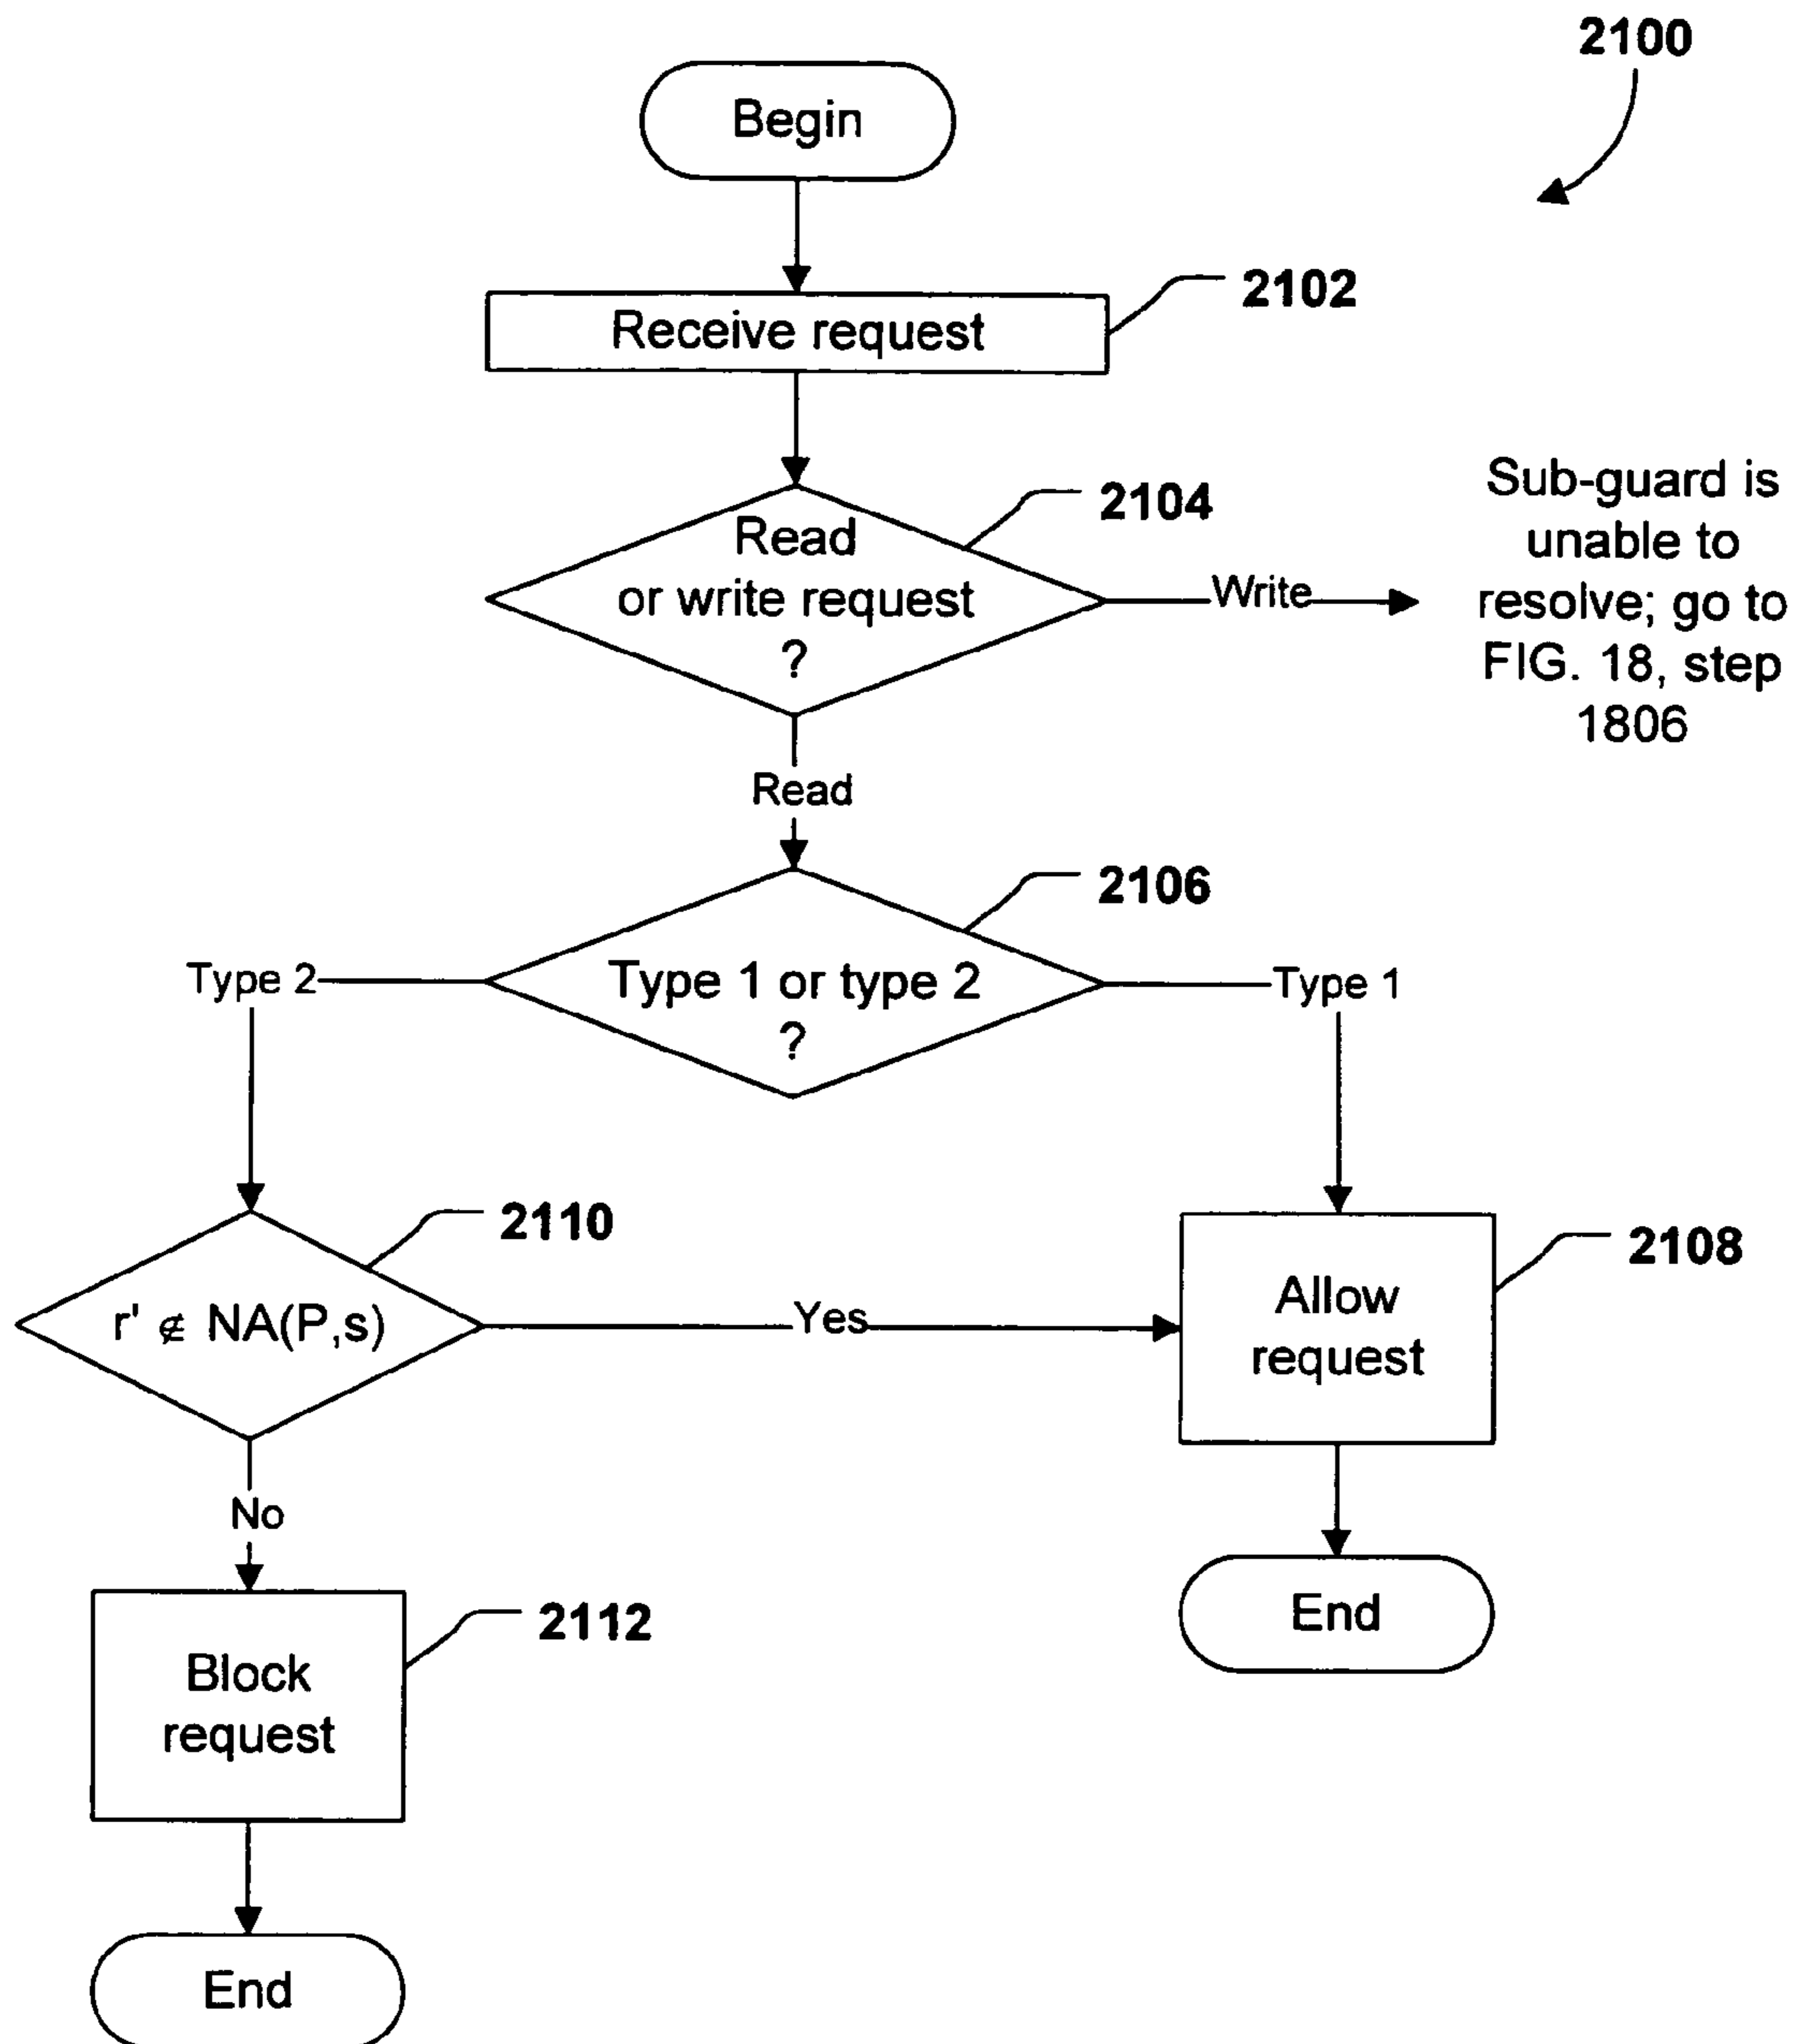 2100
Begin
2102
Receive request
2104
Read
or write request
?
Write
Sub-guard is
unable to
resolve; go to
FIG. 18, step
1806
Read
2106
Type 2
Type 1 or type 2
?
Type 1
2110
r' ∉ NA(P,s)
Yes
2108
Allow
request
No
End
2112
Block
request
End